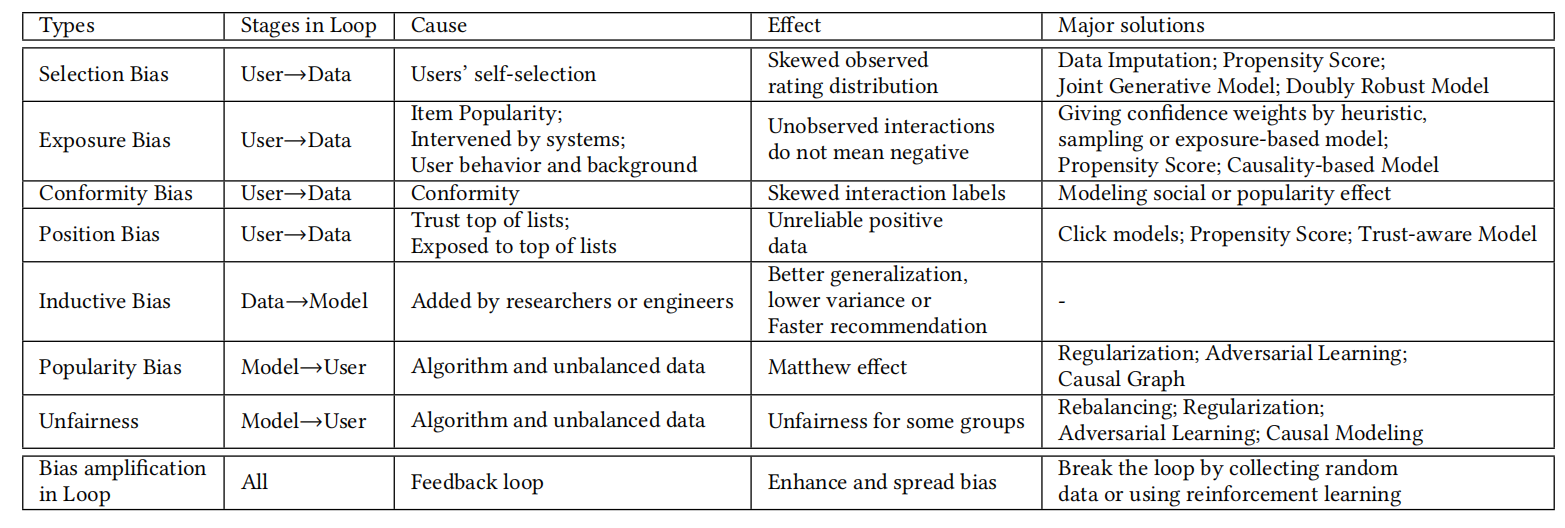 Types Stages in Loop Cause Effect Major solutions
Selection Bias User→Data Users' self-selection Skewed observed rating distribution Data Imputation; Propensity Score; Joint Generative Model; Doubly Robust Model
Exposure Bias User→Data Item Popularity; Intervened by systems; User behavior and background Unobserved interactions do not mean negative Giving confidence weights by heuristic, sampling or exposure-based model; Propensity Score; Causality-based Model
Conformity Bias User→Data Conformity Skewed interaction labels Modeling social or popularity effect
Position Bias User→Data Trust top of lists; Exposed to top of lists Unreliable positive data Click models; Propensity Score; Trust-aware Model
Inductive Bias Data→Model Added by researchers or engineers Better generalization, lower variance or Faster recommendation -
Popularity Bias Model→User Algorithm and unbalanced data Matthew effect Regularization; Adversarial Learning; Causal Graph
Unfairness Model→User Algorithm and unbalanced data Unfairness for some groups Rebalancing; Regularization; Adversarial Learning; Causal Modeling
Bias amplification in Loop All Feedback loop Enhance and spread bias Break the loop by collecting random data or using reinforcement learning